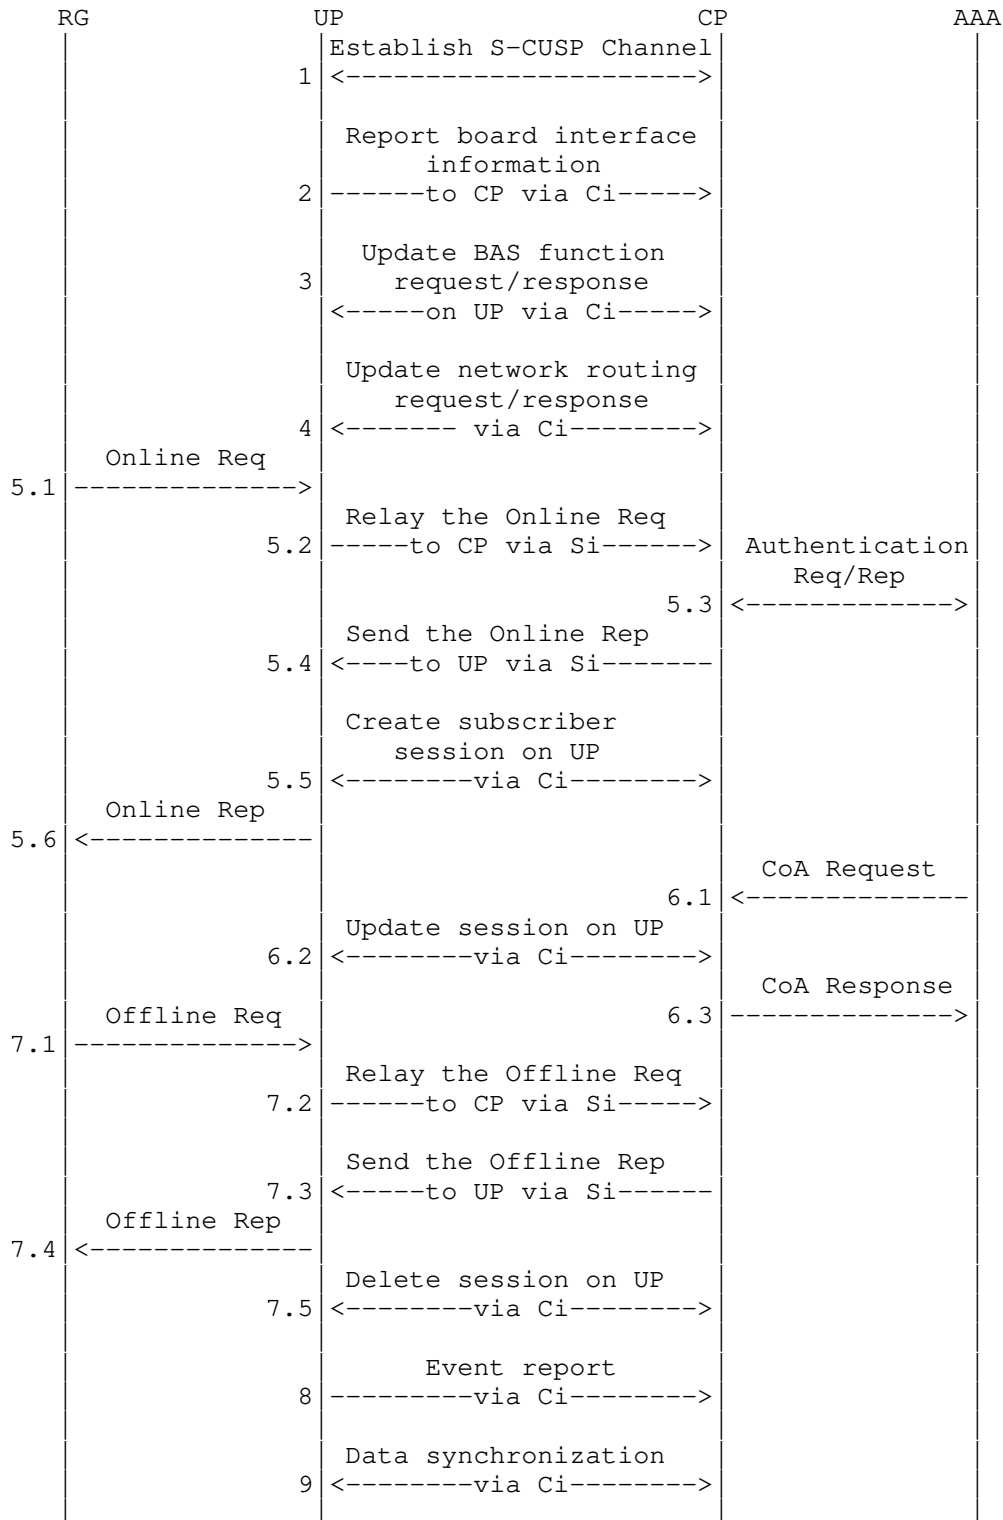 RG UP CP AAA
Establish S-CUSP Channel
1 <---------------------->
Report board interface
information
2 ------to CP via Ci----->
Update BAS function
3 request/response
<-----on UP via Ci----->
Update network routing
request/response
4 <------- via Ci-------->
Online Req
5.1 -------------->
Relay the Online Req
5.2 -----to CP via Si------> Authentication
Req/Rep
5.3 <------------->
Send the Online Rep
5.4 <----to UP via Si-------
Create subscriber
session on UP
5.5 <--------via Ci-------->
Online Rep
5.6 <--------------
CoA Request
6.1 <--------------
Update session on UP
6.2 <--------via Ci-------->
CoA Response
Offline Req 6.3 -------------->
7.1 -------------->
Relay the Offline Req
7.2 ------to CP via Si----->
Send the Offline Rep
7.3 <-----to UP via Si------
Offline Rep
7.4 <--------------
Delete session on UP
7.5 <--------via Ci-------->
Event report
8 ---------via Ci-------->
Data synchronization
9 <--------via Ci-------->